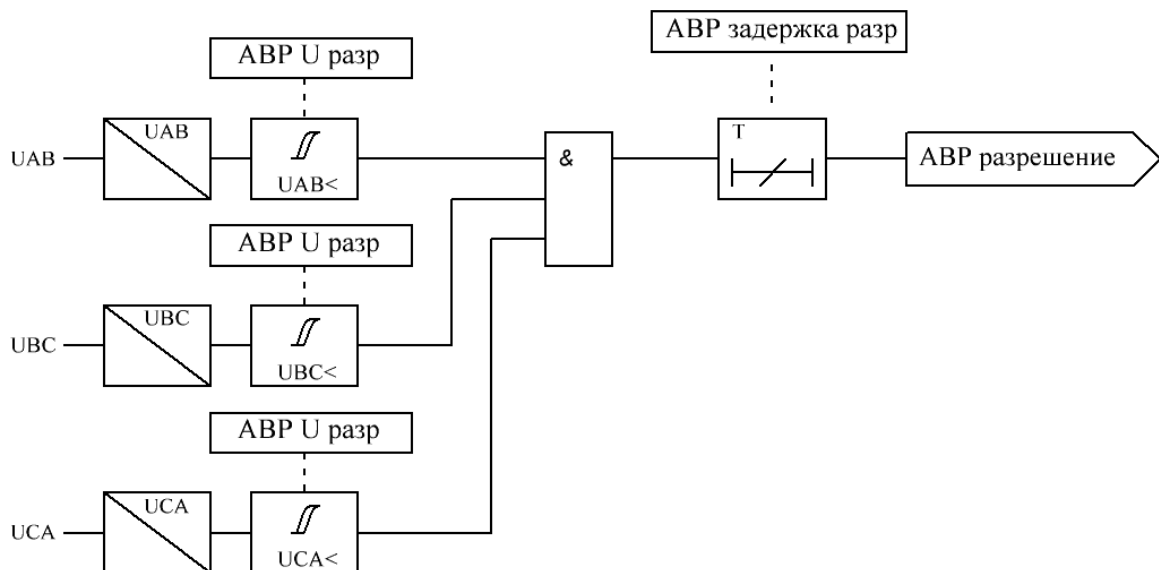 АВР U разр
АВР задержка разр
UAB
UAB
UAB<
&
T
АВР разрешение
АВР U разр
UBC
UBC
UBC<
АВР U разр
UCA
UCA
UCA<